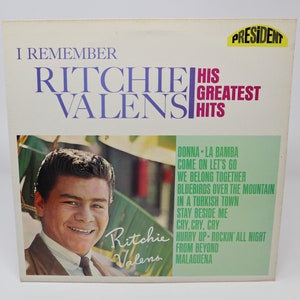 PRESIDENT
I REMEMBER
RITCHIE
VALENS
HIS
GREATEST
HITS
DONNA • LA BAMBA
COME ON LET'S GO
WE BELONG TOGETHER
BLUEBIRDS OVER THE MOUNTAIN
IN A TURKISH TOWN
STAY BESIDE ME
CRY, CRY, CRY
HURRY UP • ROCKIN' ALL NIGHT
FROM BEYOND
MALAGUENA
Ritchie
Valens